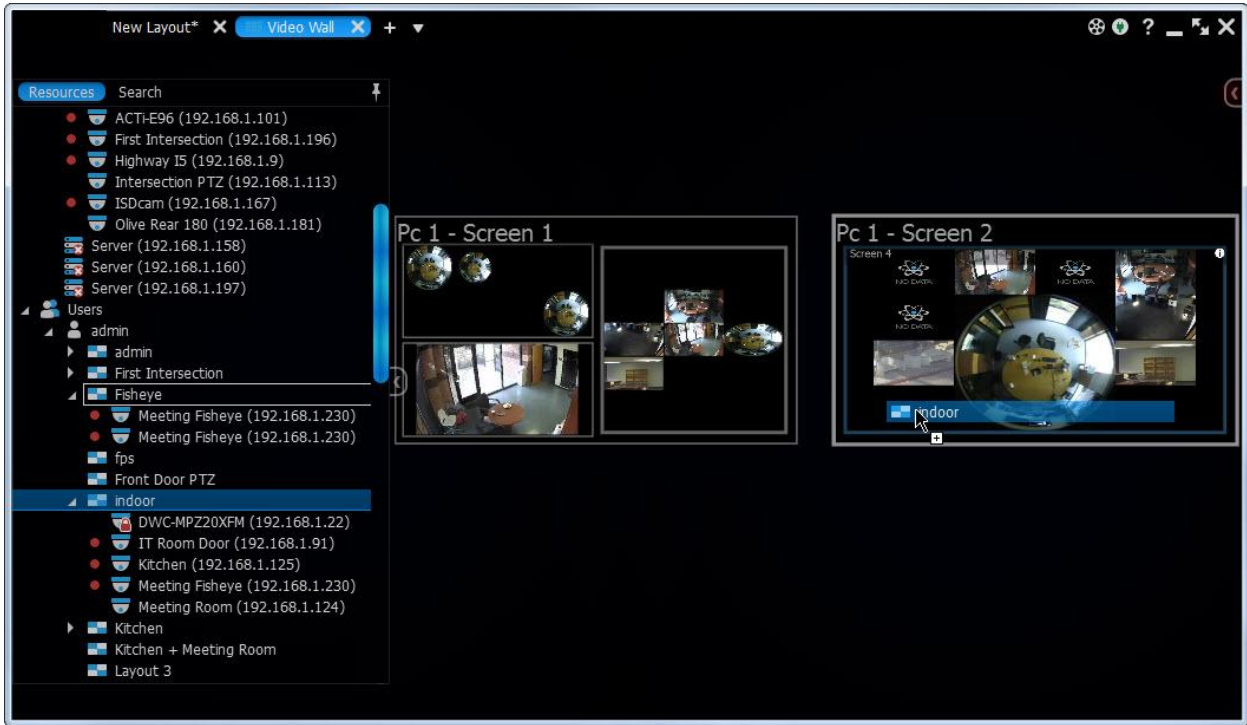 New Layout*
Video Wall
?
Resources
Search
ACTi-E96 (192.168.1.101)
First Intersection (192.168.1.196)
Highway I5 (192.168.1.9)
Intersection PTZ (192.168.1.113)
ISDcam (192.168.1.167)
Olive Rear 180 (192.168.1.181)
Server (192.168.1.158)
Server (192.168.1.160)
Server (192.168.1.197)
Users
admin
admin
First Intersection
Fisheye
Meeting Fisheye (192.168.1.230)
Meeting Fisheye (192.168.1.230)
fps
Front Door PTZ
indoor
DWC-MPZ20XFM (192.168.1.22)
IT Room Door (192.168.1.91)
Kitchen (192.168.1.125)
Meeting Fisheye (192.168.1.230)
Meeting Room (192.168.1.124)
Kitchen
Kitchen + Meeting Room
Layout 3
Pc 1 - Screen 1
Pc 1 - Screen 2
Screen 4
NO DATA
NO DATA
NO DATA
indoor